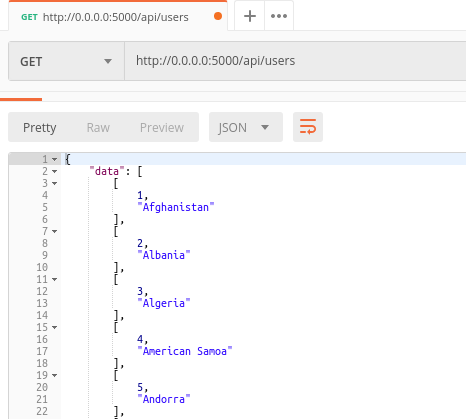 GET http://0.0.0.0:5000/api/users
GET http://0.0.0.0:5000/api/users
Pretty Raw Preview JSON
1 {
2 "data": [
3 [
4 1,
5 "Afghanistan"
6 ],
7 [
8 2,
9 "Albania"
10 ],
11 [
12 3,
13 "Algeria"
14 ],
15 [
16 4,
17 "American Samoa"
18 ],
19 [
20 5,
21 "Andorra"
22 ],